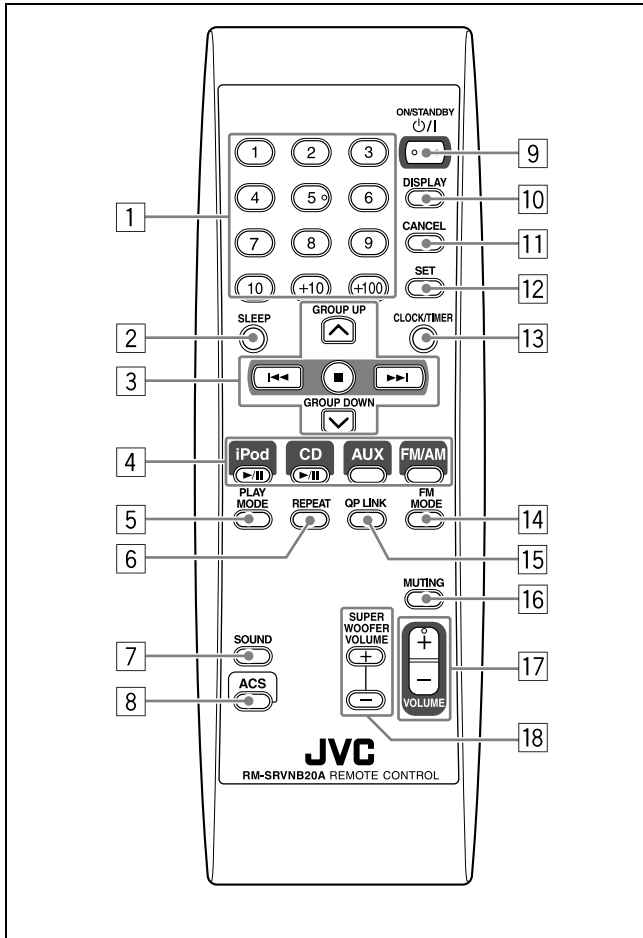 ON/STANDBY
⏻/I
1 2 3
9
DISPLAY
4 5 6
10
1
CANCEL
7 8 9
11
SET
10 +10 +100
12
SLEEP
GROUP UP
CLOCK/TIMER
2
13
3
GROUP DOWN
4
iPod CD AUX FM/AM
PLAY
MODE
REPEAT
QP LINK
FM
MODE
5
14
6
15
MUTING
16
SUPER
WOOFER
VOLUME
+
-
SOUND
7
+
-
VOLUME
17
ACS
8
18
JVC
RM-SRVNB20A REMOTE CONTROL